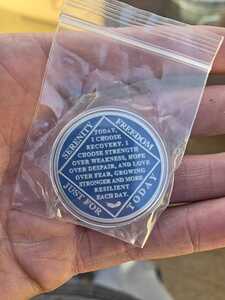 SERENITY
FREEDOM
TODAY,
I CHOOSE
RECOVERY. I
CHOOSE STRENGTH
OVER WEAKNESS, HOPE
OVER DESPAIR, AND LOVE
OVER FEAR, GROWING
STRONGER AND MORE
RESILIENT
EACH DAY.
JUST FOR
TODAY